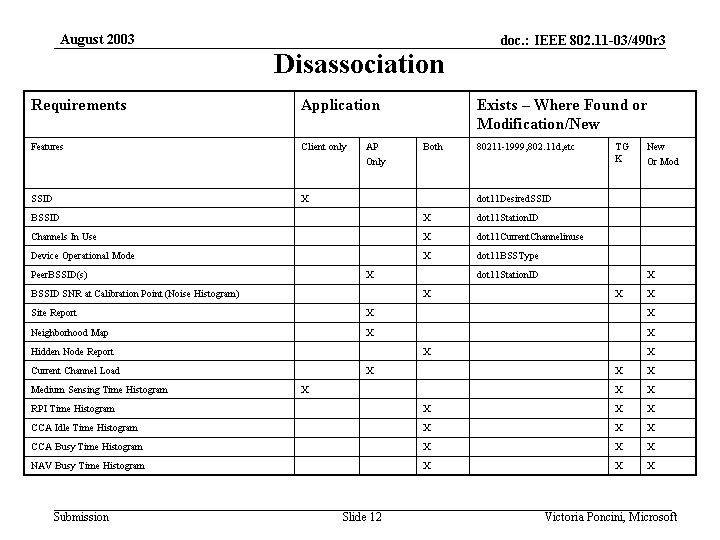 August 2003
doc.: IEEE 802.11-03/490r3
Disassociation
Requirements Application Exists – Where Found or
Modification/New
Features Client only AP Both 80211-1999,802.11d,etc TG New
Only K Or Mod
SSID X dot11DesiredSSID
BSSID X dot11StationID
Channels In Use X dot11CurrentChannelinuse
Device Operational Mode X dot11BSSType
PeerBSSID(s) X dot11StationID X
BSSID SNR at Calibration Point (Noise Histogram) X X X
Site Report X X
Neighborhood Map X X
Hidden Node Report X X
Current Channel Load X X X
Medium Sensing Time Histogram X X X
RPI Time Histogram X X X
CCA Idle Time Histogram X X X
CCA Busy Time Histogram X X X
NAV Busy Time Histogram X X X
Submission Slide 12 Victoria Poncini, Microsoft